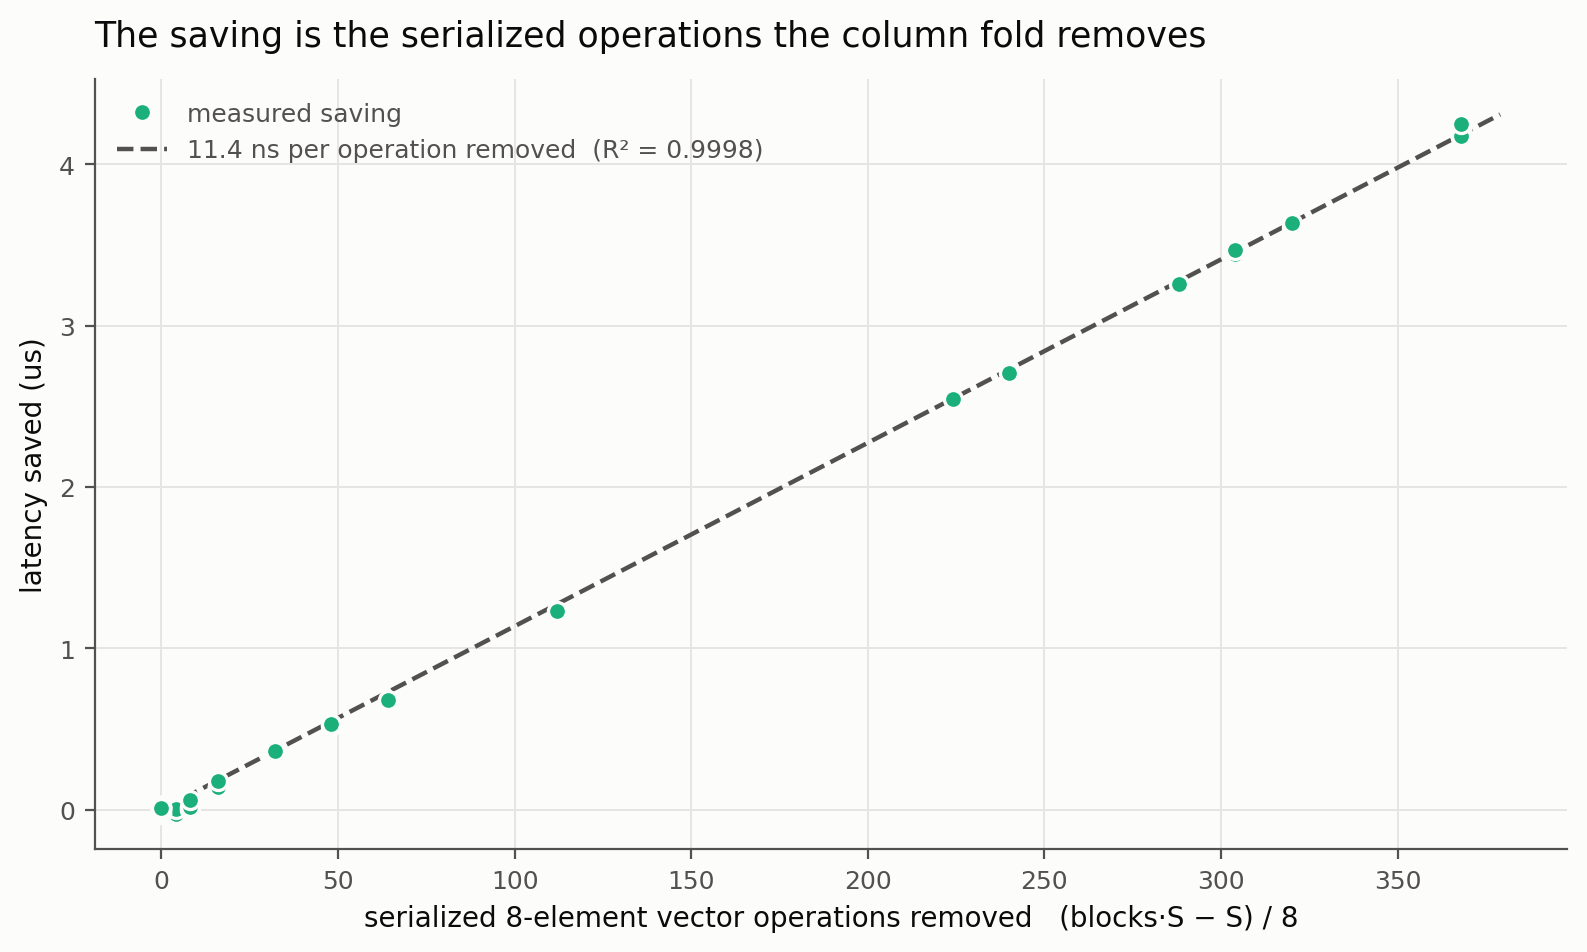 The saving is the serialized operations the column fold removes
measured saving
11.4 ns per operation removed (R² = 0.9998)
latency saved (us)
4
3
2
1
0
0 50 100 150 200 250 300 350
serialized 8-element vector operations removed (blocks·S − S) / 8